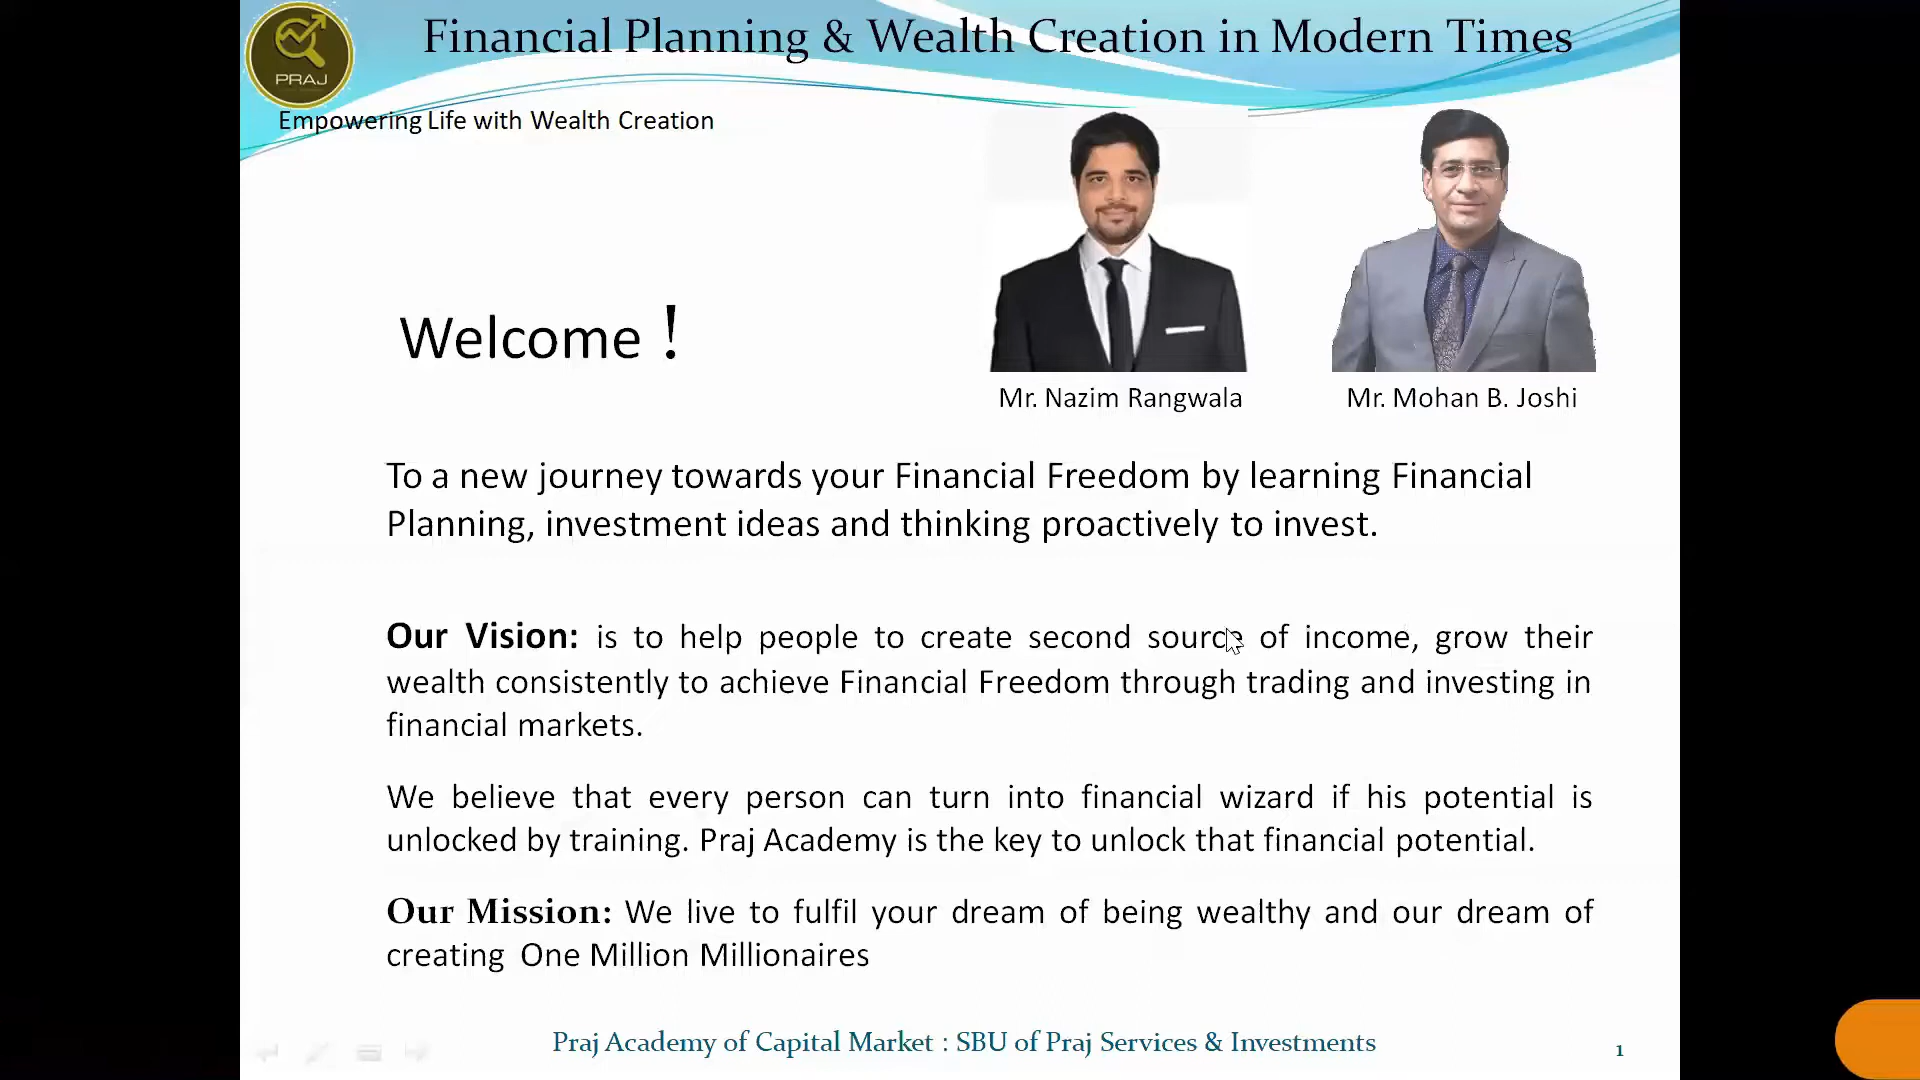 Financial Planning & Wealth Creation in Modern Times
PRAJ
Empowering Life with Wealth Creation
Welcome !
Mr. Nazim Rangwala
Mr. Mohan B. Joshi
To a new journey towards your Financial Freedom by learning Financial
Planning, investment ideas and thinking proactively to invest.
Our Vision: is to help people to create second source of income, grow their
wealth consistently to achieve Financial Freedom through trading and investing in
financial markets.
We believe that every person can turn into financial wizard if his potential is
unlocked by training. Praj Academy is the key to unlock that financial potential.
Our Mission: We live to fulfil your dream of being wealthy and our dream of
creating One Million Millionaires
Praj Academy of Capital Market : SBU of Praj Services & Investments
1